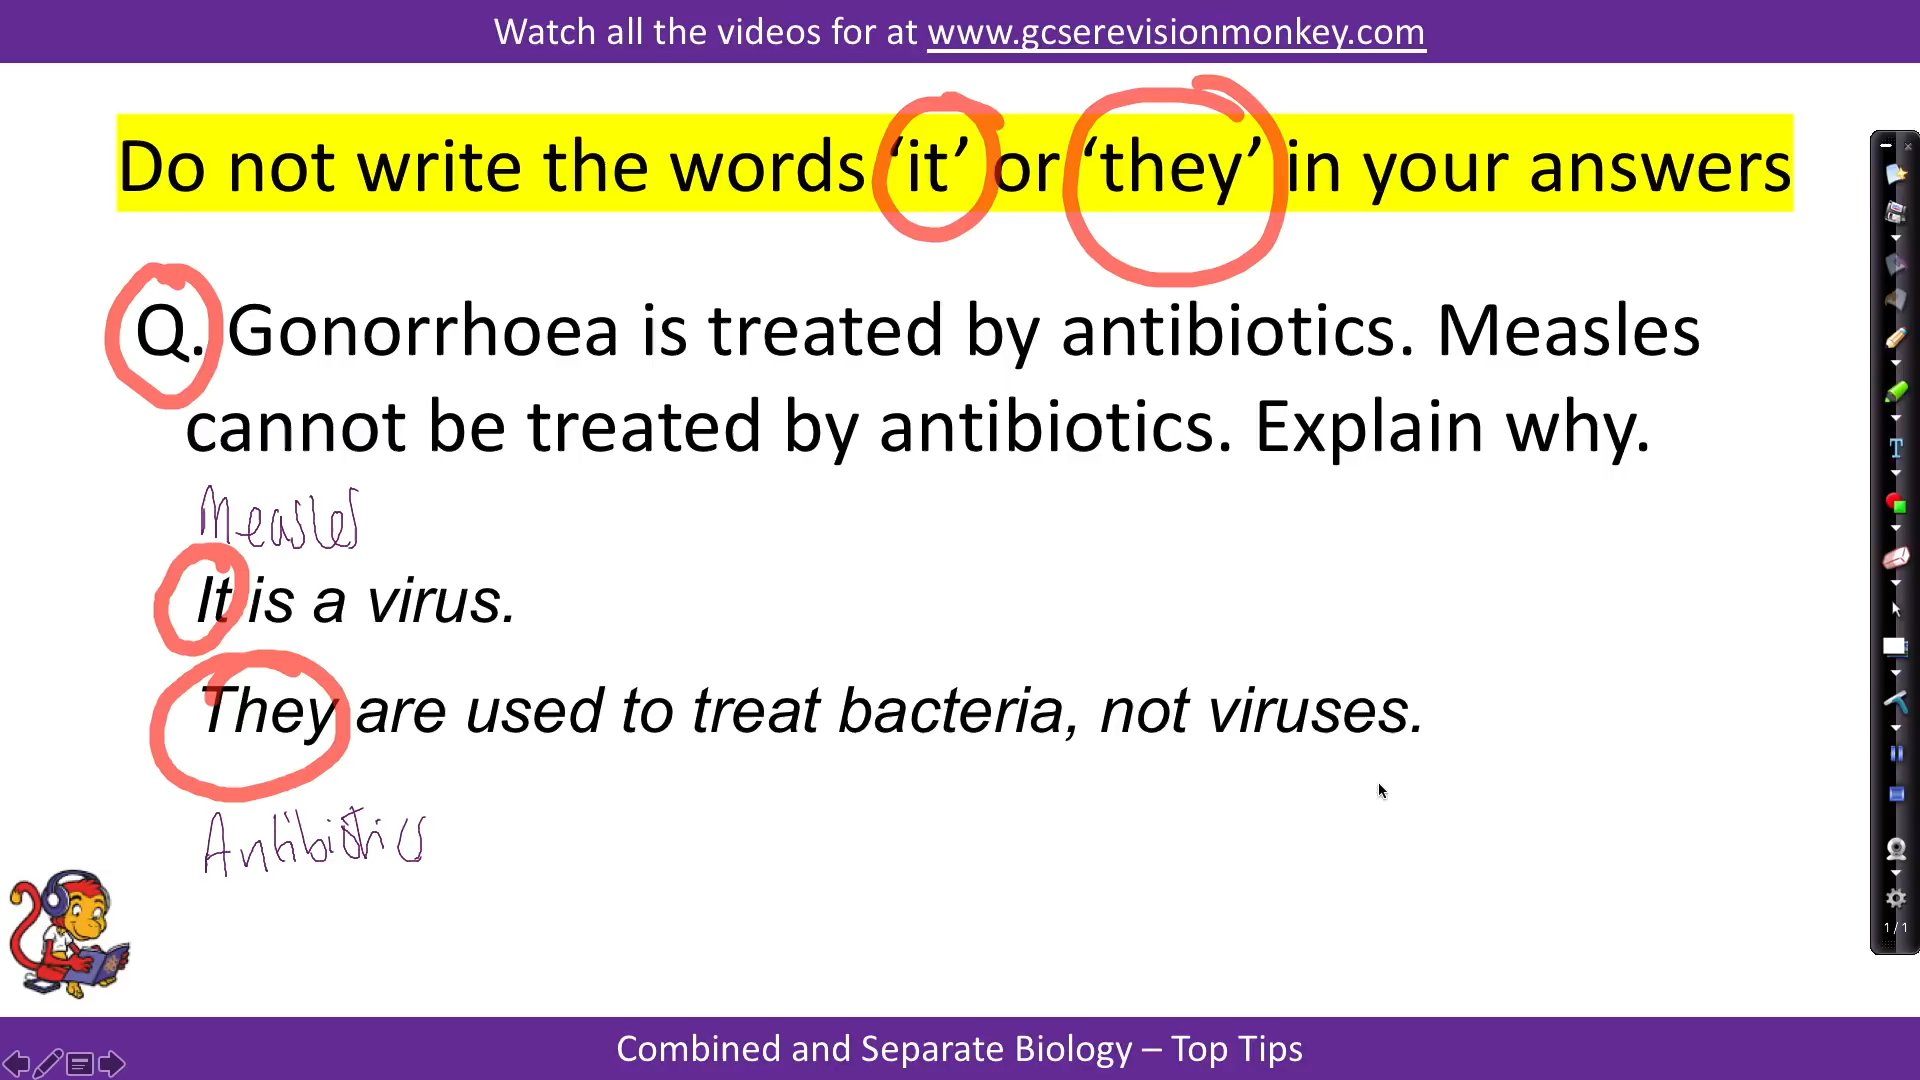 Watch all the videos for at www.gcserevisionmonkey.com
Do not write the words ‘it’ or ‘they’ in your answers
Q. Gonorrhoea is treated by antibiotics. Measles
cannot be treated by antibiotics. Explain why.
Measles
It is a virus.
They are used to treat bacteria, not viruses.
Antibiotics
Combined and Separate Biology – Top Tips
T
1/1